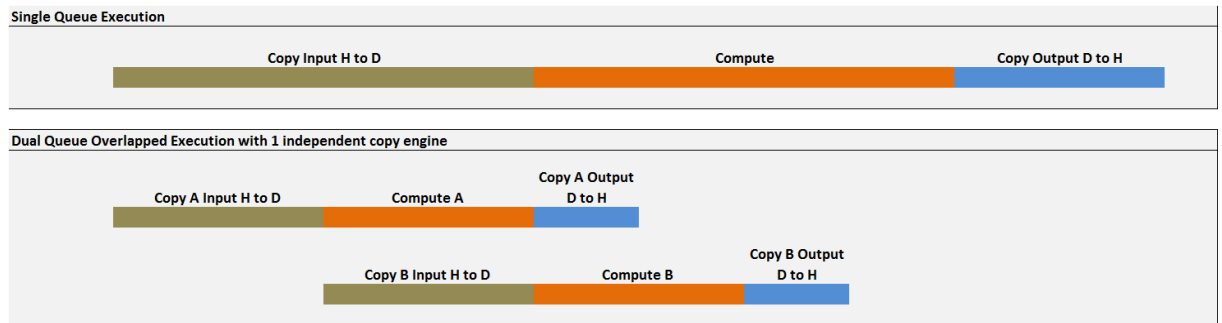 Single Queue Execution
Copy Input H to D
Compute
Copy Output D to H
Dual Queue Overlapped Execution with 1 independent copy engine
Copy A Input H to D
Compute A
Copy A Output
D to H
Copy B Input H to D
Compute B
Copy B Output
D to H